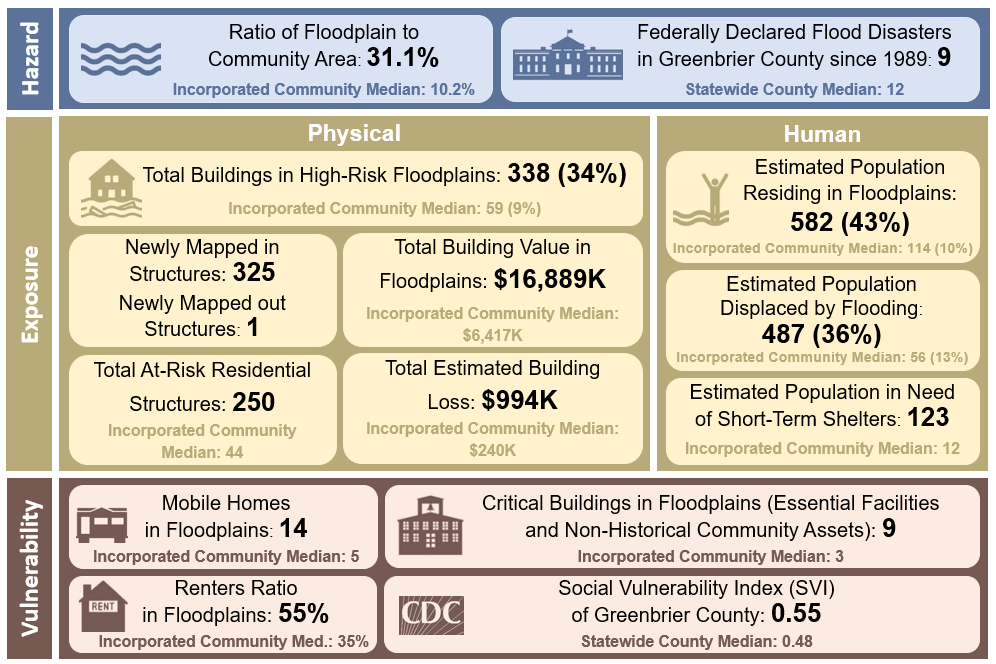 Hazard
Ratio of Floodplain to
Community Area: 31.1%
Incorporated Community Median: 10.2%
Federally Declared Flood Disasters
in Greenbrier County since 1989: 9
Statewide County Median: 12
Exposure
Physical
Total Buildings in High-Risk Floodplains: 338 (34%)
Incorporated Community Median: 59 (9%)
Newly Mapped in
Structures: 325
Newly Mapped out
Structures: 1
Total Building Value in
Floodplains: $16,889K
Incorporated Community Median:
$6,417K
Total At-Risk Residential
Structures: 250
Incorporated Community
Median: 44
Total Estimated Building
Loss: $994K
Incorporated Community Median:
$240K
Human
Estimated Population
Residing in Floodplains:
582 (43%)
Incorporated Community Median: 114 (10%)
Estimated Population
Displaced by Flooding:
487 (36%)
Incorporated Community Median: 56 (13%)
Estimated Population in Need
of Short-Term Shelters: 123
Incorporated Community Median: 12
Vulnerability
Mobile Homes
in Floodplains: 14
Incorporated Community Median: 5
Critical Buildings in Floodplains (Essential Facilities
and Non-Historical Community Assets): 9
Incorporated Community Median: 3
RENT
Renters Ratio
in Floodplains: 55%
Incorporated Community Med.: 35%
CDC
Social Vulnerability Index (SVI)
of Greenbrier County: 0.55
Statewide County Median: 0.48